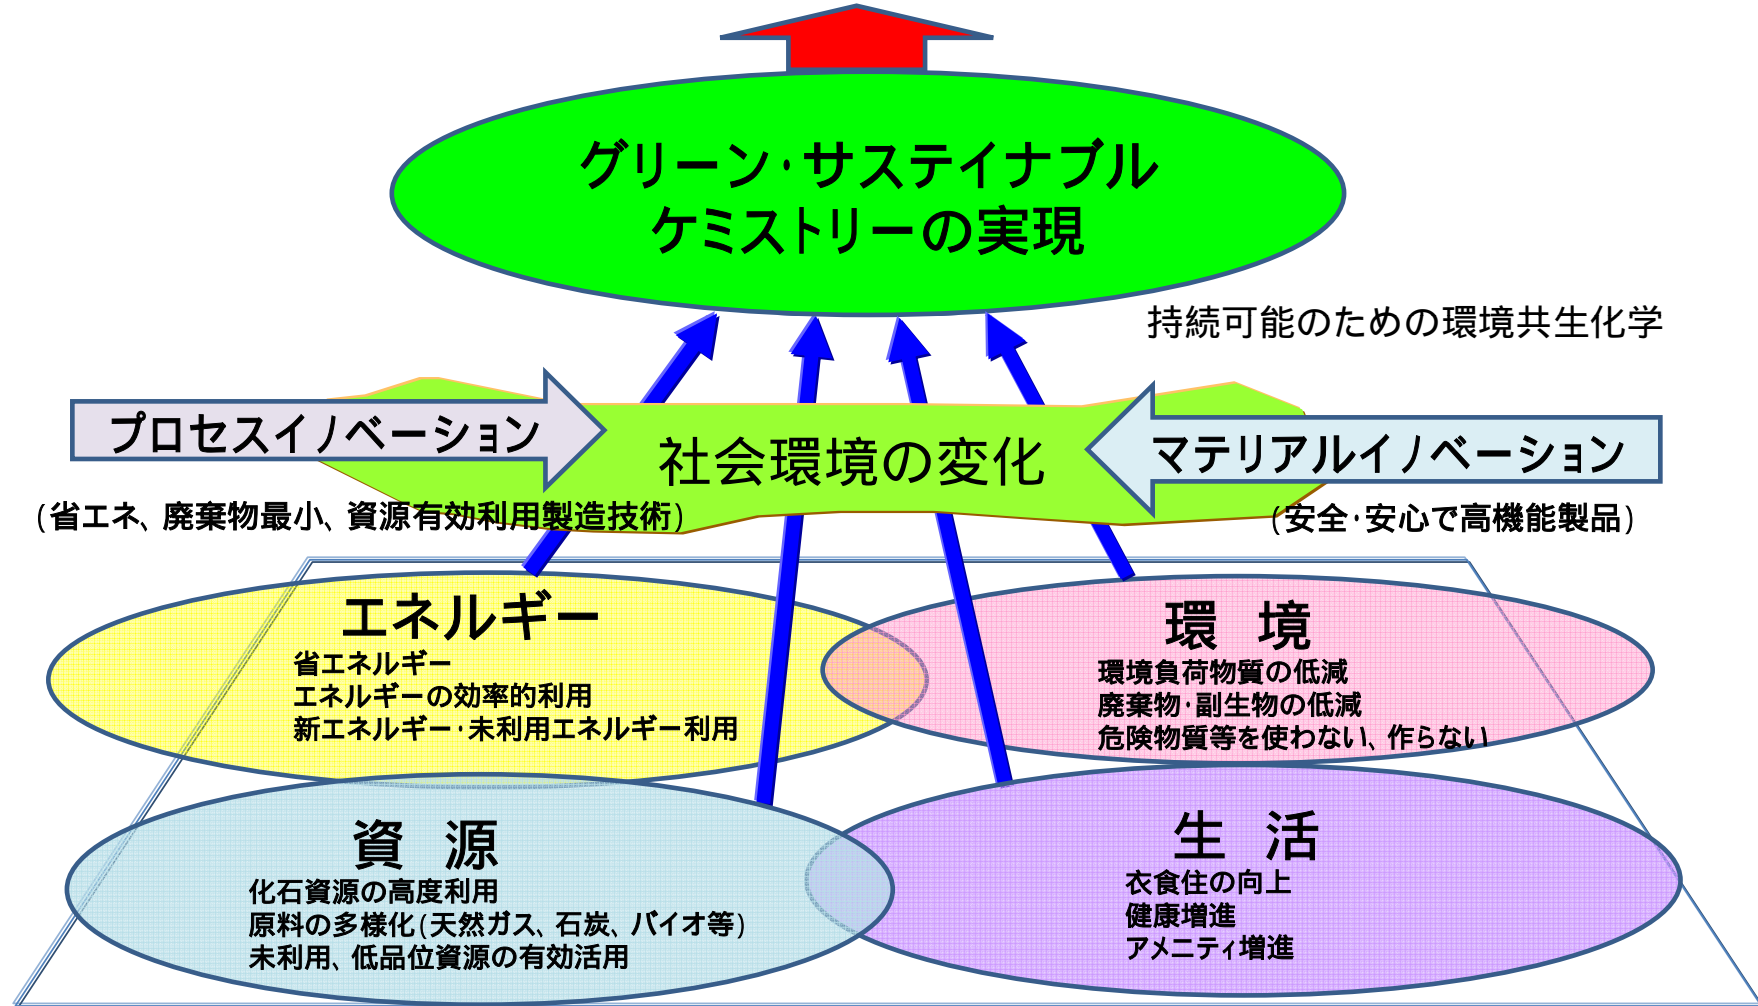 グリーン・サステイナブル
ケミストリーの実現
持続可能のための環境共生化学
プロセスイノベーション
社会環境の変化
マテリアルイノベーション
(省エネ、廃棄物最小、資源有効利用製造技術)
(安全・安心で高機能製品)
エネルギー
省エネルギー
エネルギーの効率的利用
新エネルギー・未利用エネルギー利用
環 境
環境負荷物質の低減
廃棄物・副生物の低減
危険物質等を使わない、作らない
資 源
化石資源の高度利用
原料の多様化(天然ガス、石炭、バイオ等)
未利用、低品位資源の有効活用
生 活
衣食住の向上
健康増進
アメニティ増進